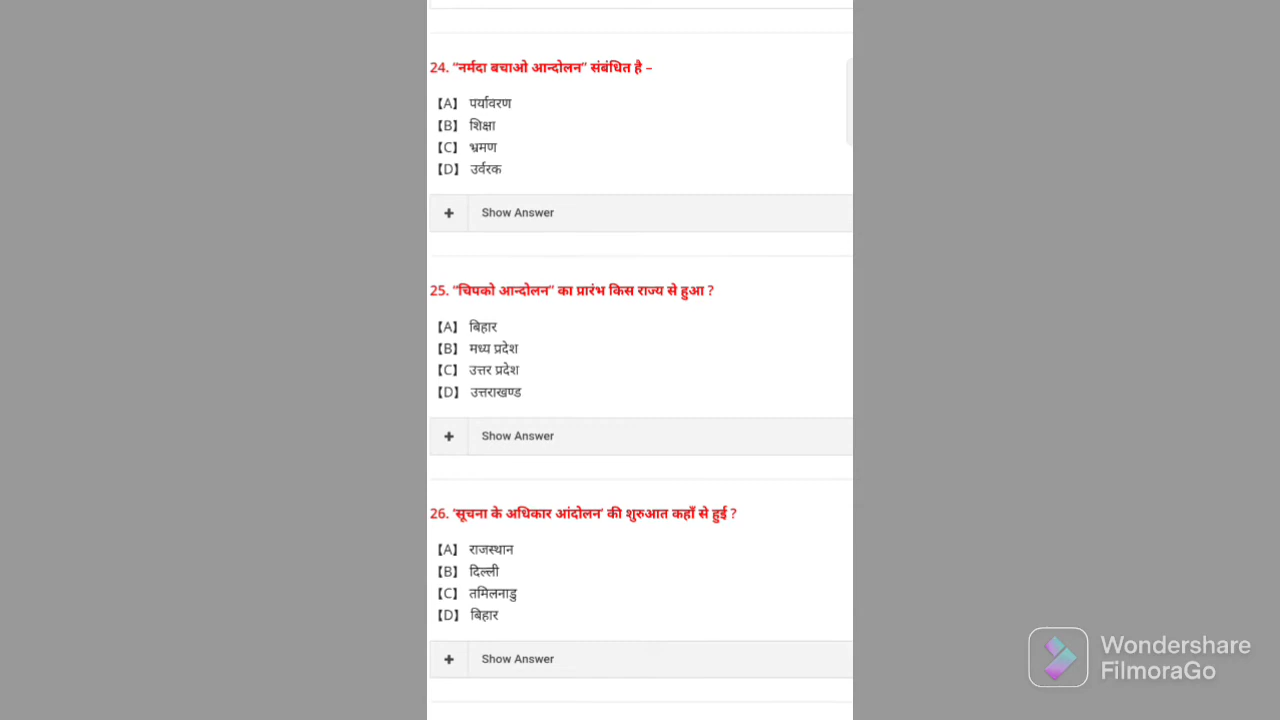 24. “नर्मदा बचाओ आन्दोलन” संबंधित है –
【A】 पर्यावरण
【B】 शिक्षा
【C】 भ्रमण
【D】 उर्वरक
+ Show Answer
25. “चिपको आन्दोलन” का प्रारंभ किस राज्य से हुआ ?
【A】 बिहार
【B】 मध्य प्रदेश
【C】 उत्तर प्रदेश
【D】 उत्तराखण्ड
+ Show Answer
26. ‘सूचना के अधिकार आंदोलन’ की शुरुआत कहाँ से हुई ?
【A】 राजस्थान
【B】 दिल्ली
【C】 तमिलनाडु
【D】 बिहार
+ Show Answer
Wondershare
FilmoraGo